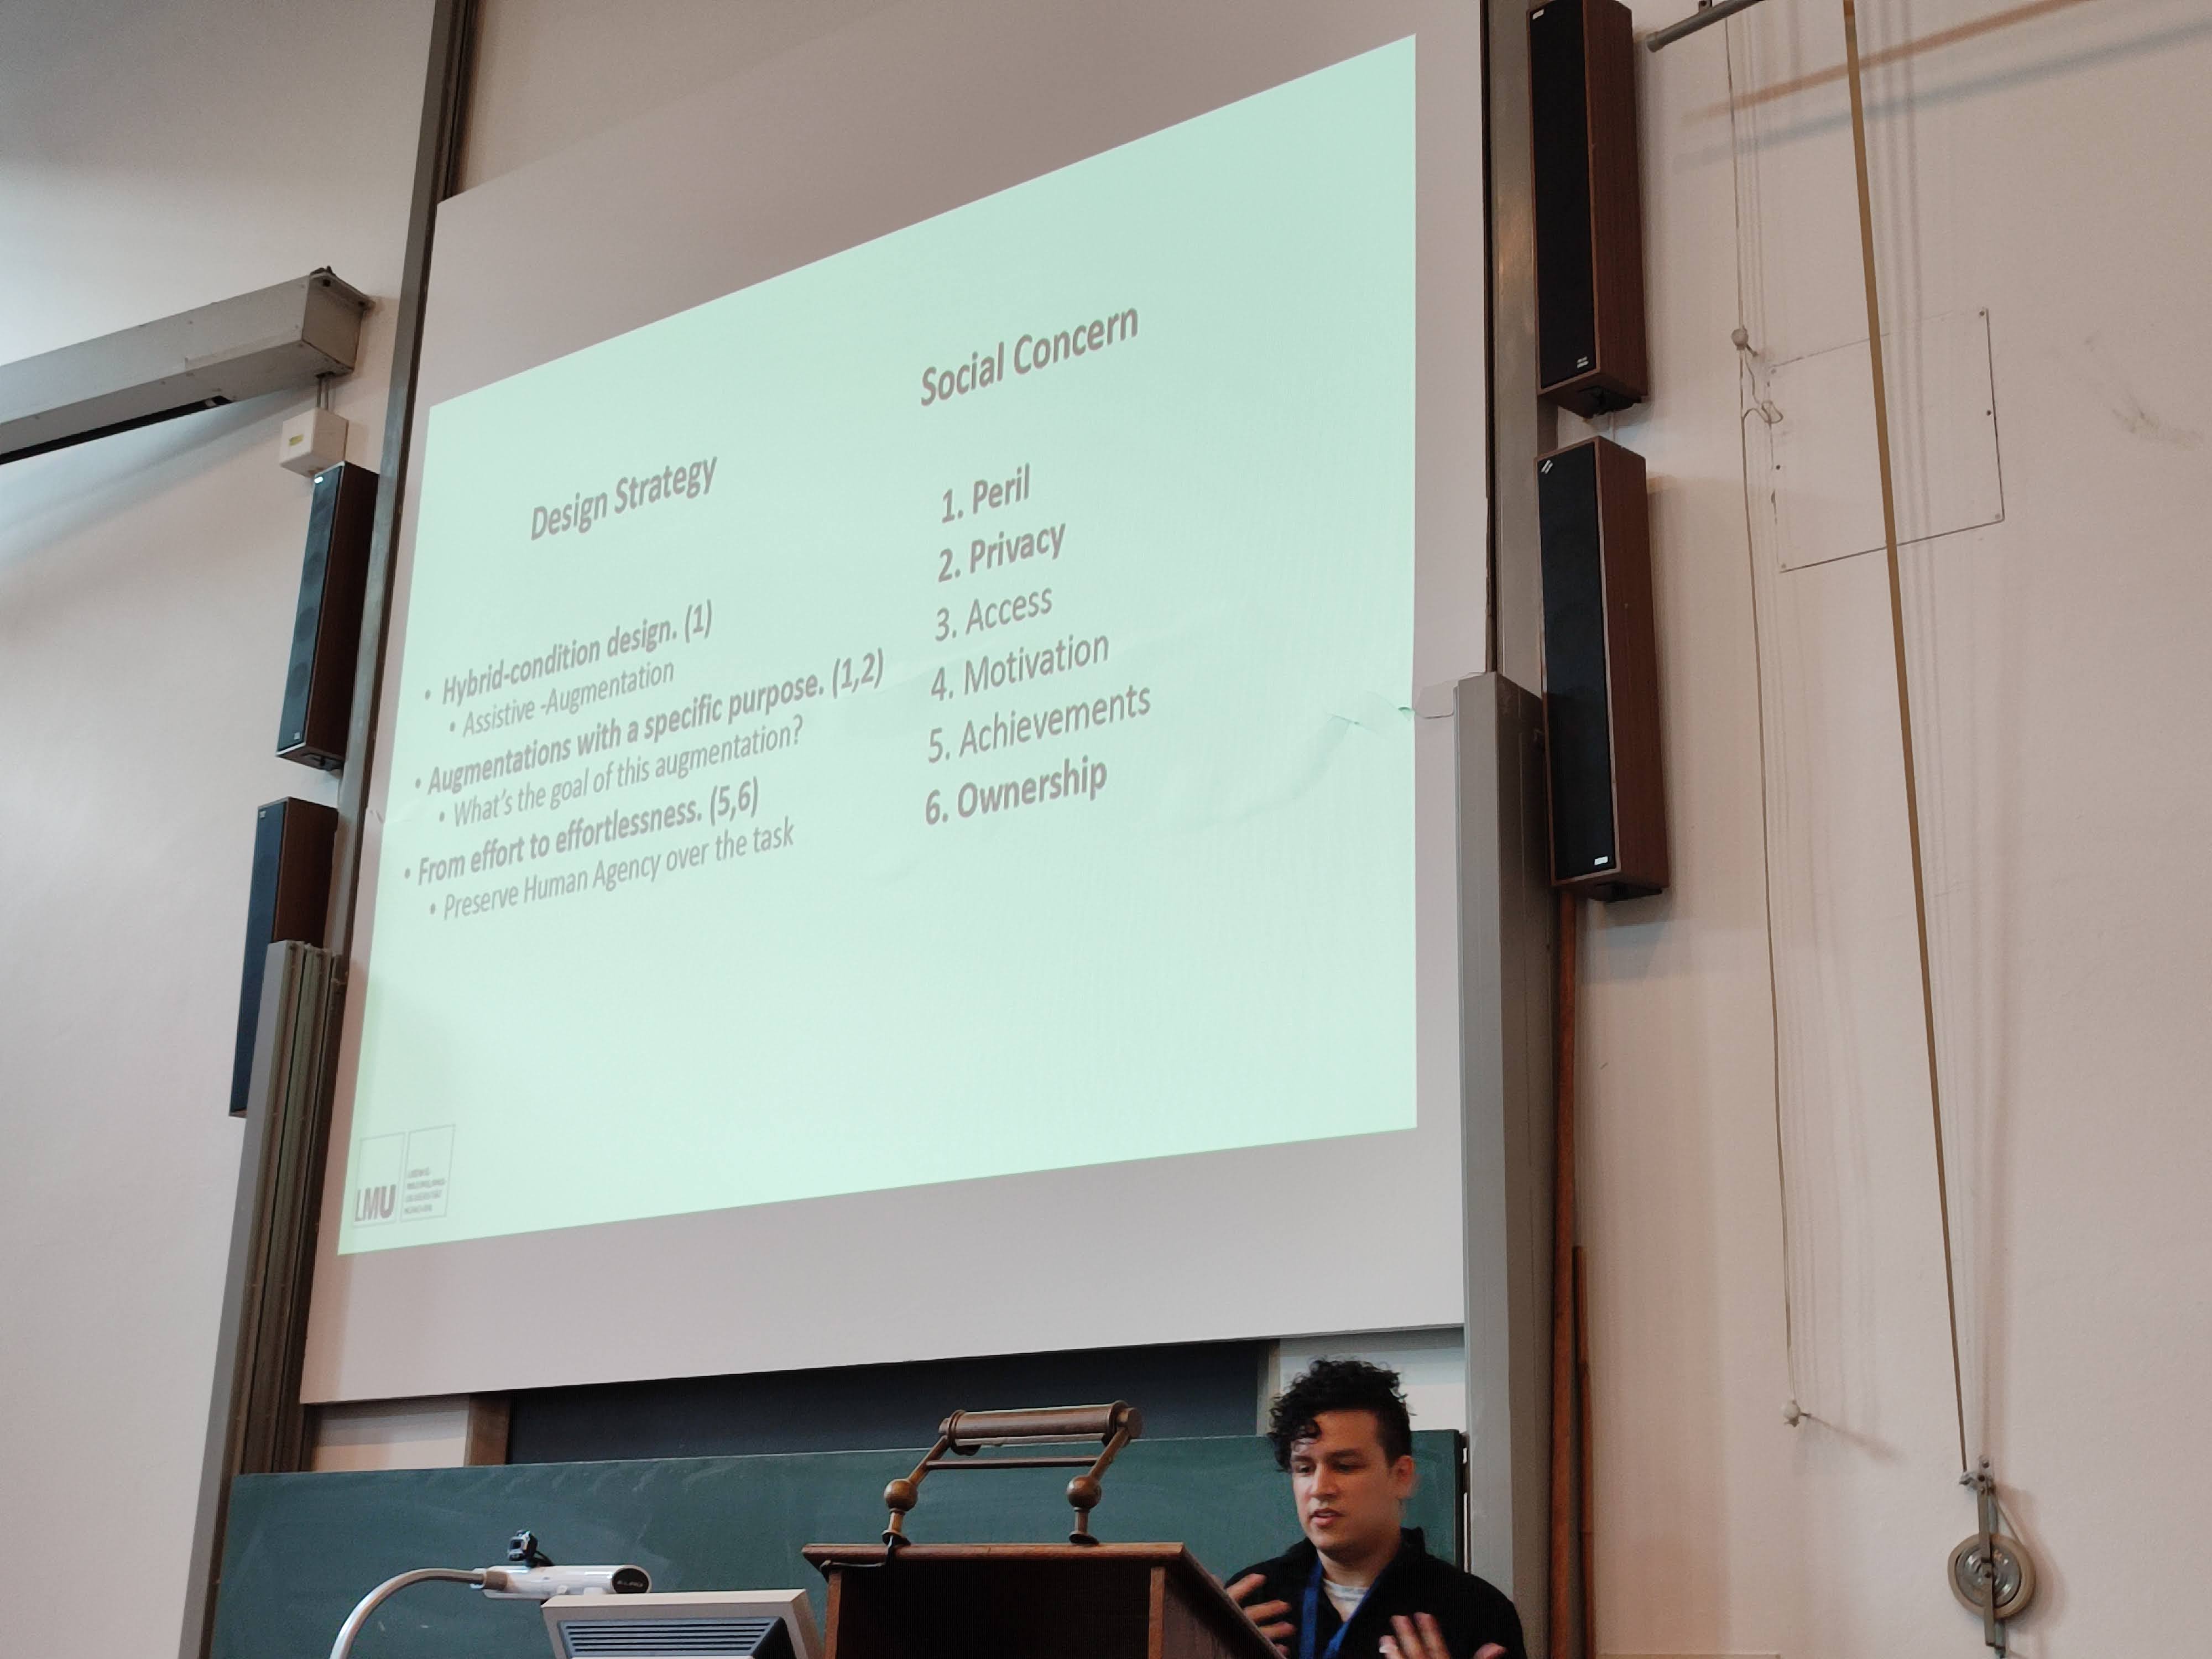 Social Concern
Design Strategy
• Hybrid-condition design. (1)
• Assistive -Augmentation
• Augmentations with a specific purpose. (1,2)
• What's the goal of this augmentation?
• From effort to effortlessness. (5,6)
• Preserve Human Agency over the task
1. Peril
2. Privacy
3. Access
4. Motivation
5. Achievements
6. Ownership
LMU